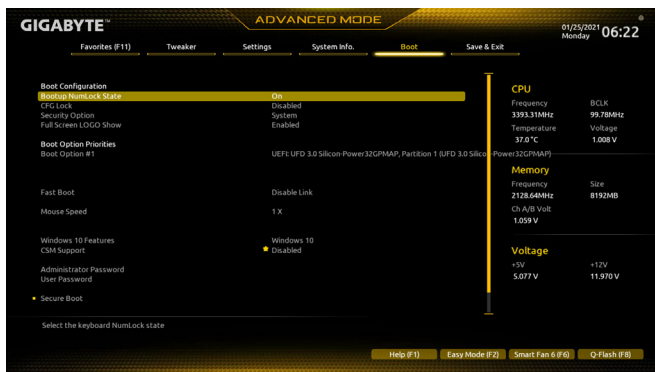 GIGABYTE™
ADVANCED MODE
01/25/2021 Monday 06:22
Favorites (F11) Tweaker Settings System Info. Boot Save & Exit
Boot Configuration
Bootup NumLock State On
CFG Lock Disabled
Security Option System
Full Screen LOGO Show Enabled
Boot Option Priorities
Boot Option #1 UEFI: UFD 3.0 Silicon-Power32GPMAP, Partition 1 (UFD 3.0 Silicon-Power32GPMAP)
Fast Boot Disable Link
Mouse Speed 1 X
Windows 10 Features Windows 10
CSM Support Disabled
Administrator Password
User Password
Secure Boot
Select the keyboard NumLock state
CPU
Frequency BCLK
3393.31MHz 99.78MHz
Temperature Voltage
37.0 °C 1.008 V
Memory
Frequency Size
2128.64MHz 8192MB
Ch A/B Volt
1.059 V
Voltage
+5V +12V
5.077 V 11.970 V
Help (F1) Easy Mode (F2) Smart Fan 6 (F6) Q-Flash (F8)